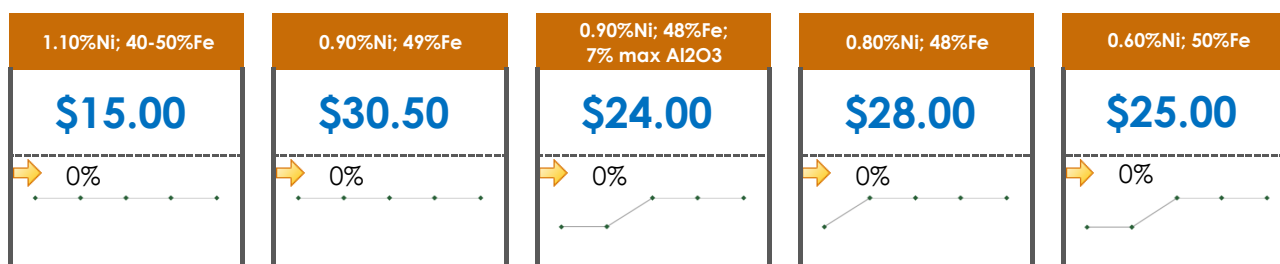 1.10%Ni; 40-50%Fe
$15.00
0%
0.90%Ni; 49%Fe
$30.50
0%
0.90%Ni; 48%Fe;
7% max Al2O3
$24.00
0%
0.80%Ni; 48%Fe
$28.00
0%
0.60%Ni; 50%Fe
$25.00
0%